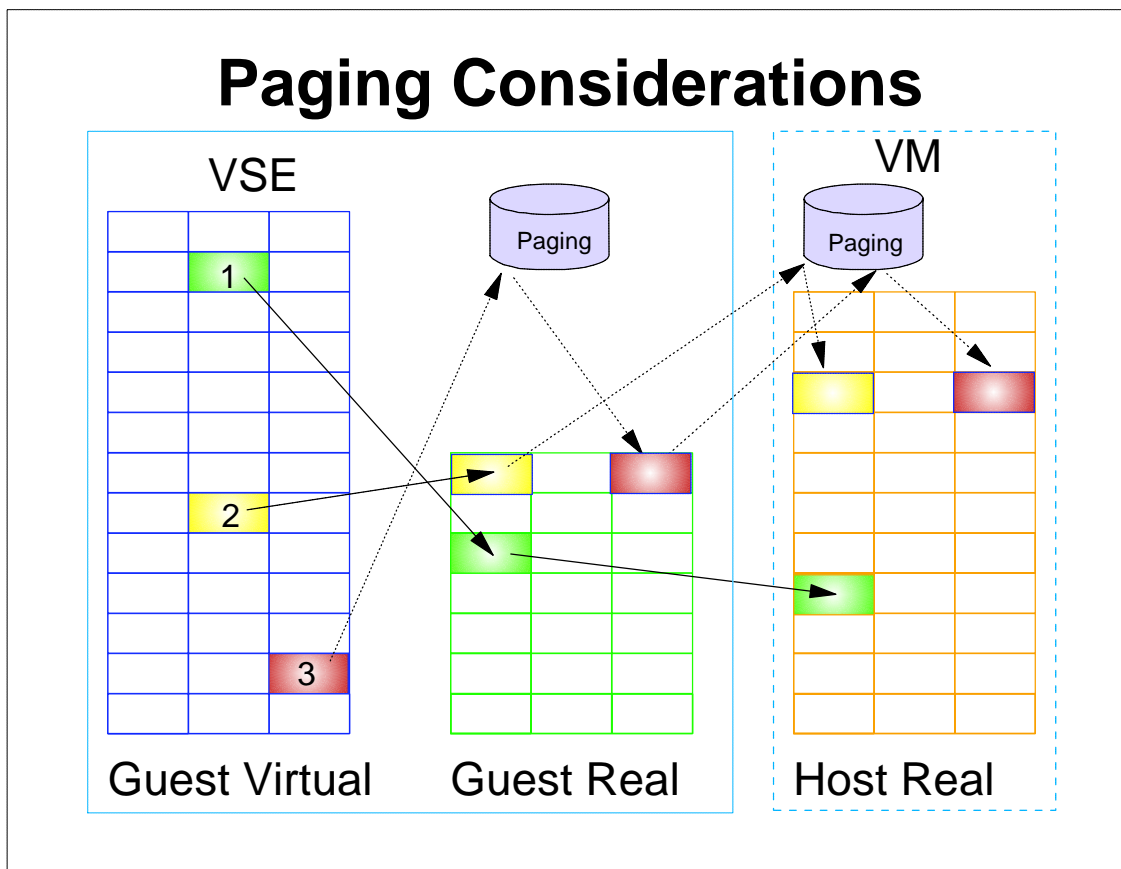 Paging Considerations
VSE
VM
Paging
Paging
1
2
3
Guest Virtual
Guest Real
Host Real